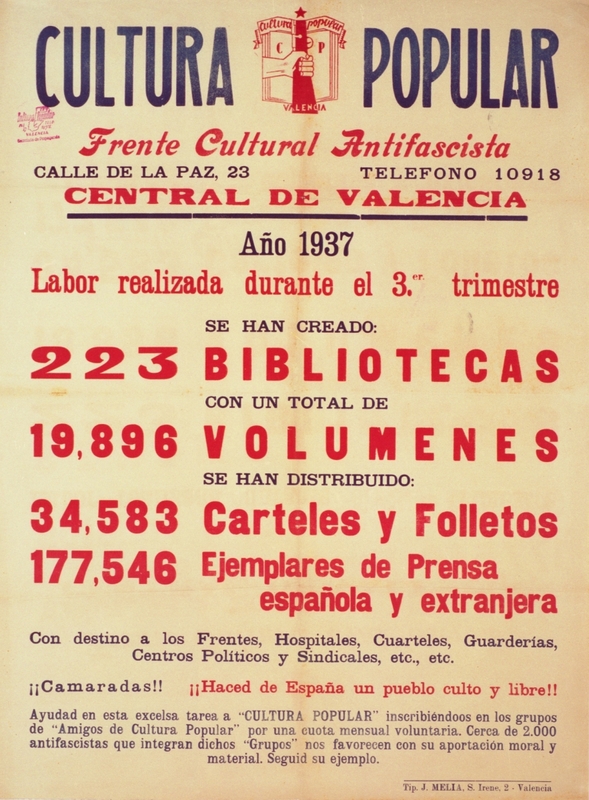 CULTURA POPULAR
Cultura popular
C P
VALENCIA
Frente Cultural Antifascista
CALLE DE LA PAZ, 23 TELEFONO 10918
CENTRAL DE VALENCIA
Año 1937
Labor realizada durante el 3.er trimestre
SE HAN CREADO:
223 BIBLIOTECAS
CON UN TOTAL DE
19,896 VOLUMENES
SE HAN DISTRIBUIDO:
34,583 Carteles y Folletos
177,546 Ejemplares de Prensa
española y extranjera
Con destino a los Frentes, Hospitales, Cuarteles, Guarderías,
Centros Políticos y Sindicales, etc., etc.
¡¡Camaradas!! ¡¡Haced de España un pueblo culto y libre!!
Ayudad en esta excelsa tarea a “CULTURA POPULAR” inscribiéndoos en los grupos
de “Amigos de Cultura Popular” por una cuota mensual voluntaria. Cerca de 2.000
antifascistas que integran dichos “Grupos” nos favorecen con su aportación moral y
material. Seguid su ejemplo.
Tip. J. MELIA, S. Irene, 2 - Valencia